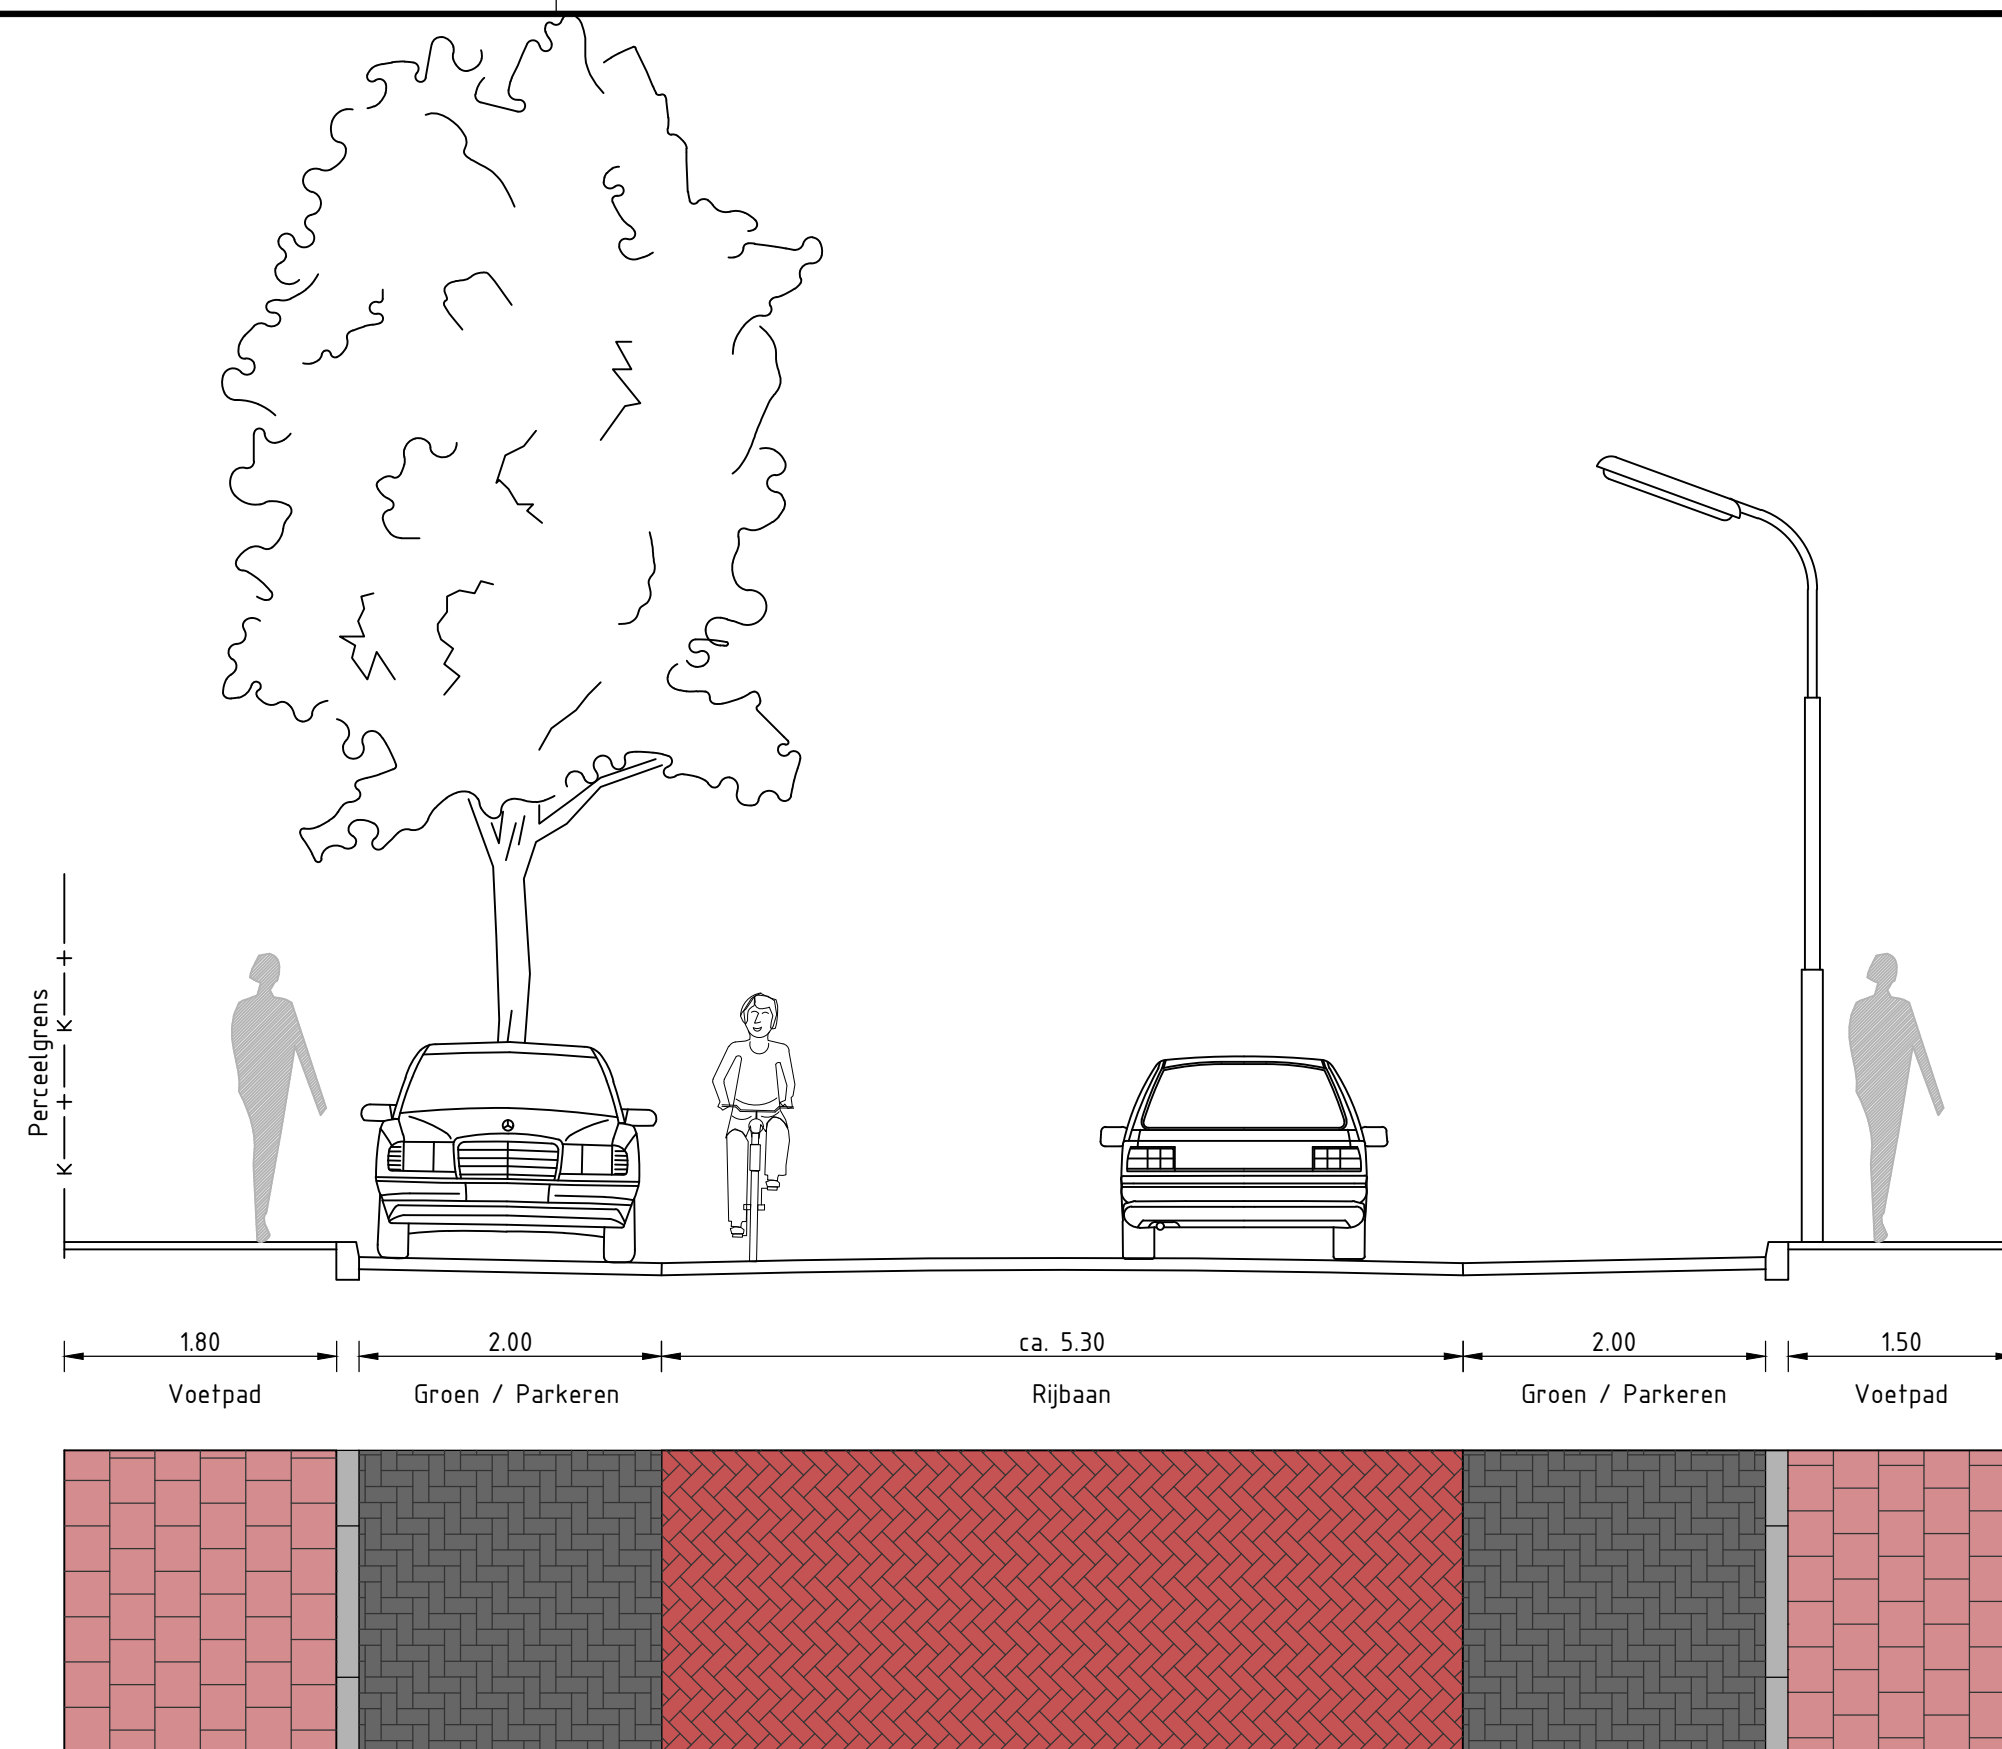 Perceelgrens
K + K +
1.80 2.00 ca. 5.30 2.00 1.50
Voetpad Groen / Parkeren Rijbaan Groen / Parkeren Voetpad